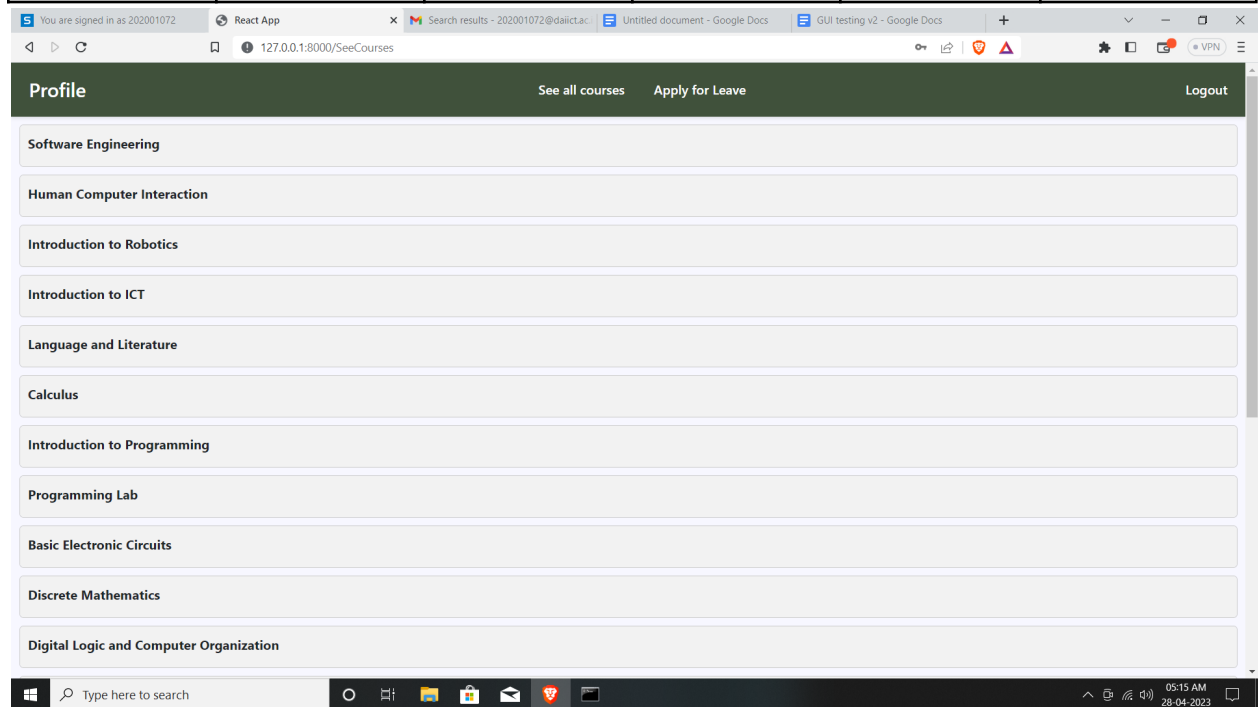 S You are signed in as 202001072
React App
Search results - 202001072@daiict.ac.
Untitled document - Google Docs
GUI testing v2 - Google Docs
127.0.0.1:8000/SeeCourses
VPN
Profile
See all courses
Apply for Leave
Logout
Software Engineering
Human Computer Interaction
Introduction to Robotics
Introduction to ICT
Language and Literature
Calculus
Introduction to Programming
Programming Lab
Basic Electronic Circuits
Discrete Mathematics
Digital Logic and Computer Organization
Type here to search
05:15 AM
28-04-2023